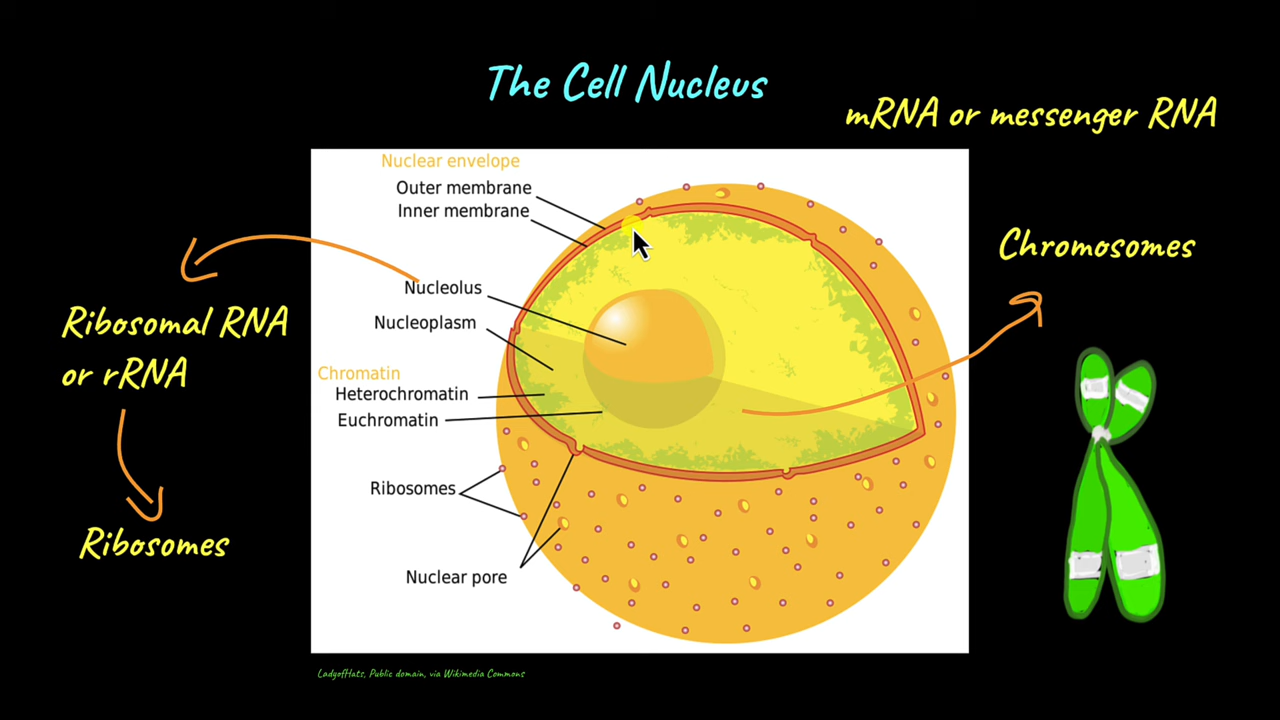 The Cell Nucleus
mRNA or messenger RNA
Nuclear envelope
Outer membrane
Inner membrane
Chromosomes
Nucleolus
Ribosomal RNA
or rRNA
Nucleoplasm
Chromatin
Heterochromatin
Euchromatin
Ribosomes
Ribosomes
Nuclear pore
LadyofHats, Public domain, via Wikimedia Commons